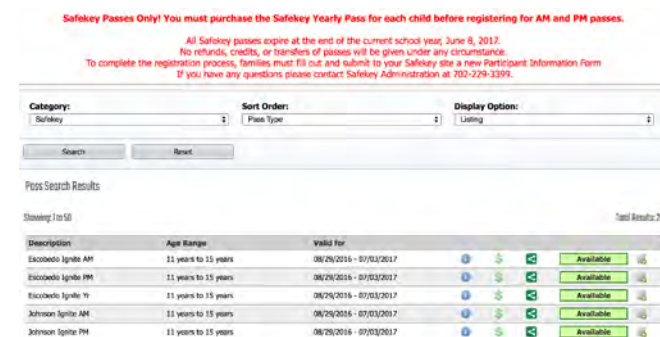 Safekey Passes Only! You must purchase the Safekey Yearly Pass for each child before registering for AM and PM passes.
All Safekey passes expire at the end of the current school year, June 8, 2017.
No refunds, credits, or transfers of passes will be given under any circumstance.
To complete the registration process, families must fill out and submit to your Safekey site a new Participant Information Form
If you have any questions please contact Safekey Administration at 702-229-3399.
Category: Sort Order: Display Option:
Safekey Pass Type Listing
Search Reset
Pass Search Results
Showing: 1 to 50 Total Results: 2
Description Age Range Valid for
Escobedo Ignite AM 11 years to 15 years 08/29/2016 - 07/03/2017 Available
Escobedo Ignite PM 11 years to 15 years 08/29/2016 - 07/03/2017 Available
Escobedo Ignite Yr 11 years to 15 years 08/29/2016 - 07/03/2017 Available
Johnson Ignite AM 11 years to 15 years 08/29/2016 - 07/03/2017 Available
Johnson Ignite PM 11 years to 15 years 08/29/2016 - 07/03/2017 Available